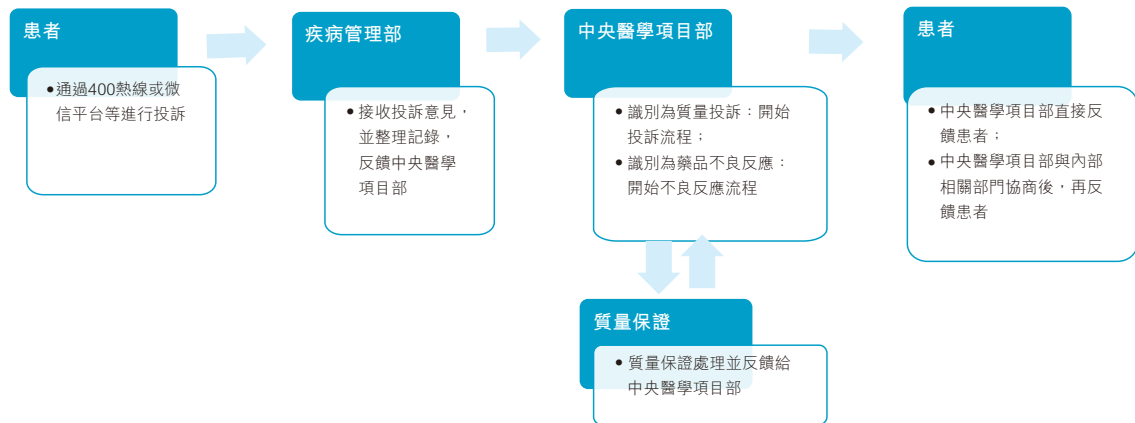 患者
•通過400熱線或微
信平台等進行投訴
疾病管理部
•接收投訴意見，
並整理記錄，
反饋中央醫學
項目部
中央醫學項目部
•識別為質量投訴：開始
投訴流程；
•識別為藥品不良反應：
開始不良反應流程
患者
•中央醫學項目部直接反
饋患者；
•中央醫學項目部與內部
相關部門協商後，再反
饋患者
質量保證
•質量保證處理並反饋給
中央醫學項目部